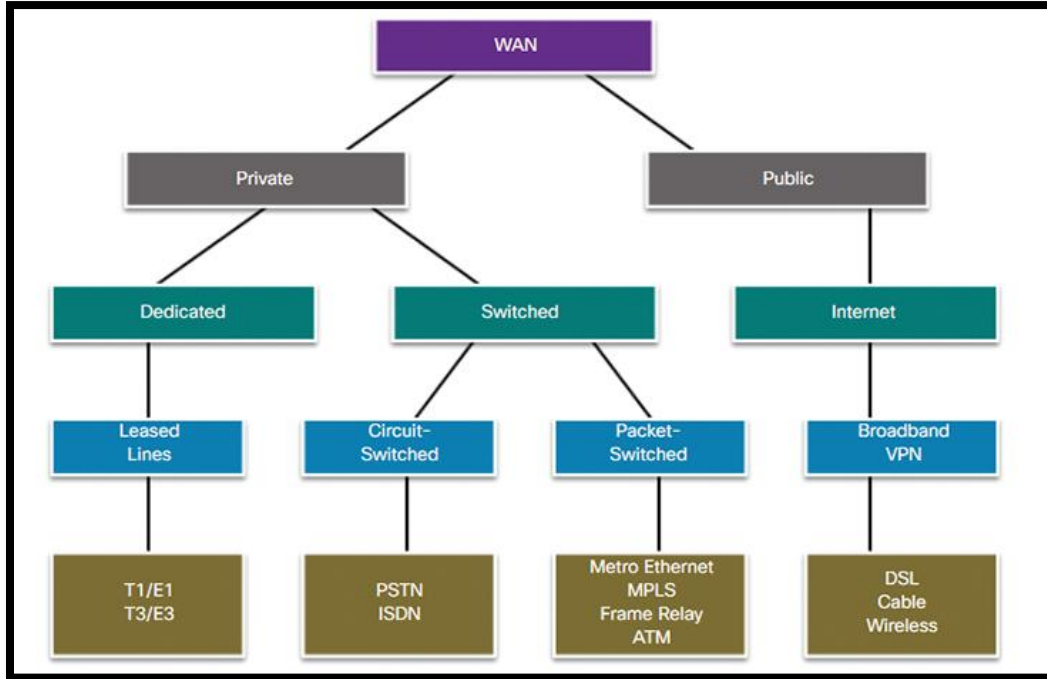 WAN
Private
Public
Dedicated
Switched
Internet
Leased
Lines
Circuit-
Switched
Packet-
Switched
Broadband
VPN
T1/E1
T3/E3
PSTN
ISDN
Metro Ethernet
MPLS
Frame Relay
ATM
DSL
Cable
Wireless